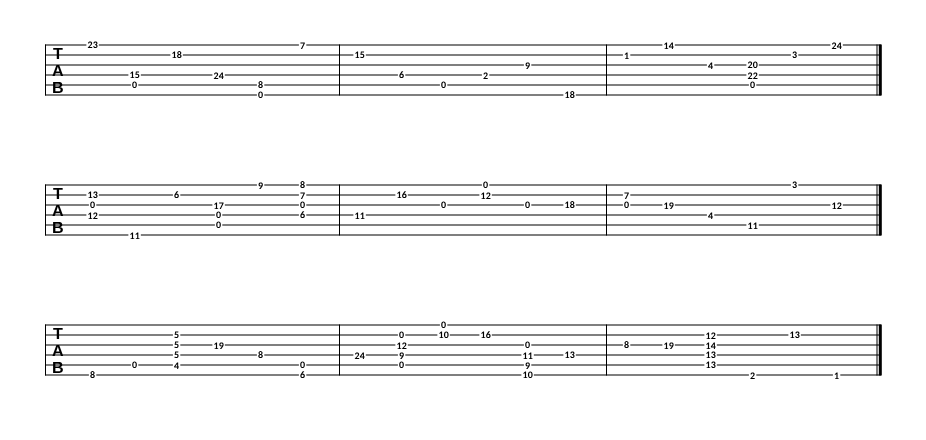 23 7 14 24
T 18 15 1 3
9 4 20
A 15 24 6 2 22
B 0 8 0 0
0 18
9 8 0 3
T 13 6 7 16 12 7
0 17 0 0 0 18 0 19 12
A 12 0 6 11 4
B 0 11
11
0
T 5 0 10 16 12 13
5 19 12 0 8 19 14
A 5 8 24 9 11 13 13
B 0 4 0 0 9 13
8 6 10 2 1